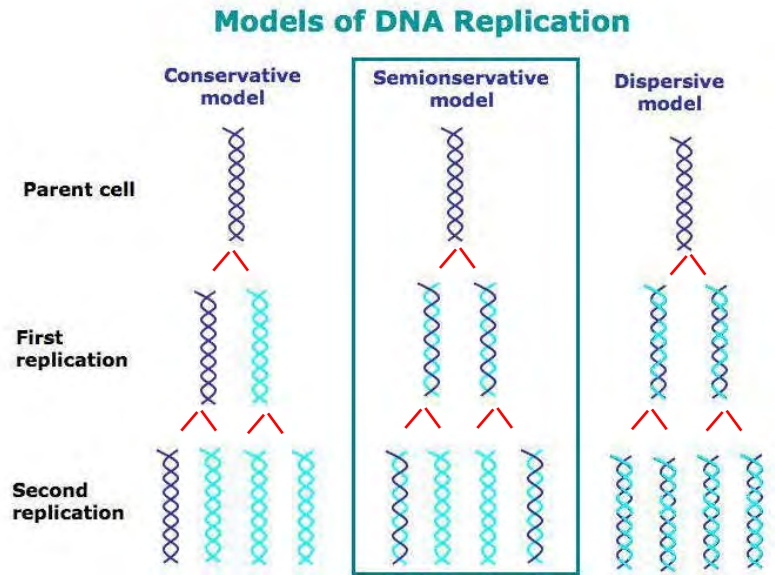 Models of DNA Replication
Conservative
model
Semionservative
model
Dispersive
model
Parent cell
First
replication
Second
replication